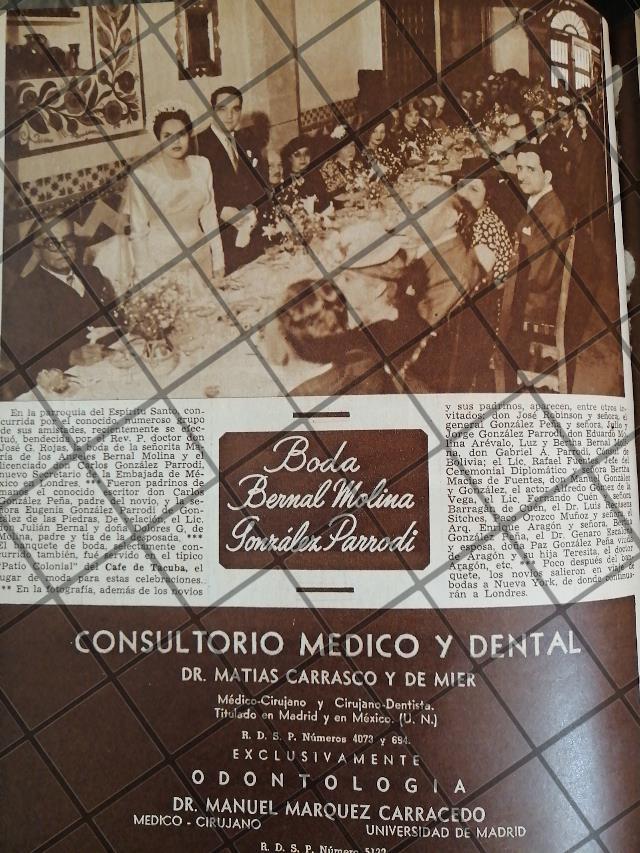 En la parroquia del Espíritu Santo, con-
currida por el conocido numeroso grupo
de sus amistades, recientemente se efec-
tuó, bendecida por el Rev. P. doctor don
José G. Rojas, la boda de la señorita Ma-
ría de los Angeles Bernal Molina y el
licenciado Carlos González Parrodi,
nuevo Secretario de la Embajada de Mé-
xico en Londres. *** Fueron padrinos de
manos el conocido escritor don Carlos
González Peña, padre del novio, y la se-
ñora Eugenia González Parrodi de Gon-
zález de las Piedras. De velación, el Lic.
don Julián Bernal y doña Dolores G. de
Molina, padre y tía de la desposada. ***
El banquete de bodas, selectamente con-
currido también, fué servido en el típico
"Patio Colonial" del Cafe de Tacuba, el
lugar de moda para estas celebraciones.
** En la fotografía, además de los novios
Boda
Bernal Molina
González Parrodi
y sus padrinos, aparecen, entre otros in-
vitados: don José Robinson y señora, el
general González Peña y señora, Julio y
Jorge González Parrodi, don Eduardo Mo-
lina Arévalo, Luz y Bertha Bernal Moli-
na, don Gabriel A. Parrodi, Cónsul de
Bolivia; el Lic. Rafael Fuentes, Jefe del
Ceremonial Diplomático y señora Bertha
Macías de Fuentes, don Manuel González
y González, el actor Alfredo Gómez de la
Vega, el Lic. Fernando Cuén y señora
Barragán de Cuén, el Dr. Luis
Sitches, Paco Orozco Muñoz y señora, el
Arq. Enrique Aragón y señora,
González Peña, el Dr. Genaro
y esposa, doña Paz González Peña viuda
de Aragón y su hija Teresita, el doctor
Aragón, etc. *** Poco después del ban-
quete, los novios salieron en viaje de
bodas a Nueva York, de donde continua-
rán a Londres.
CONSULTORIO MEDICO Y DENTAL
DR. MATIAS CARRASCO Y DE MIER
Médico-Cirujano y Cirujano-Dentista.
Titulado en Madrid y en México. (U. N.)
R. D. S. P. Números 4073 y 694.
EXCLUSIVAMENTE
ODONTOLOGIA
DR. MANUEL MARQUEZ CARRACEDO
MEDICO - CIRUJANO UNIVERSIDAD DE MADRID
R. D. S. P. Número 5122